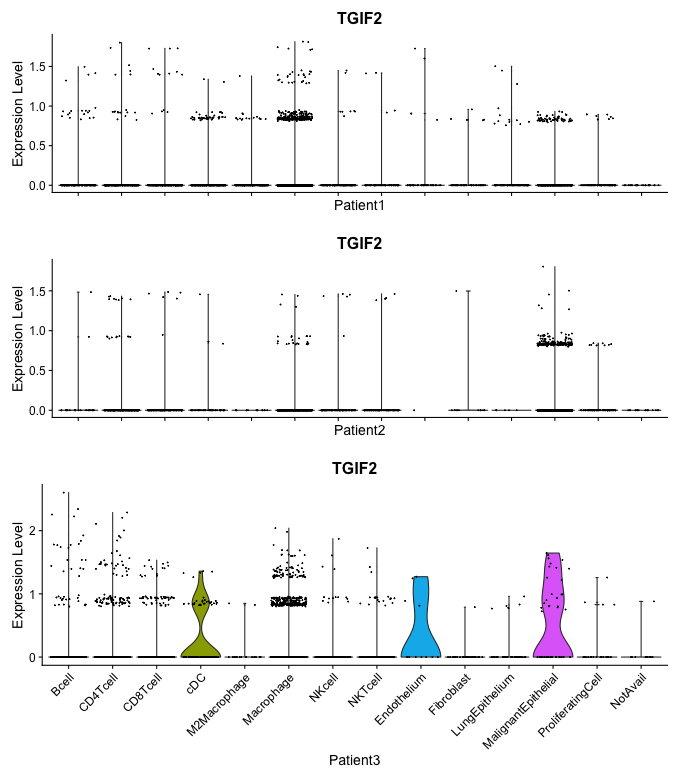 TGIF2
Expression Level
1.5
1.0
0.5
0.0
Patient1
TGIF2
Expression Level
1.5
1.0
0.5
0.0
Patient2
TGIF2
Expression Level
2
1
0
Bcell
CD4Tcell
CD8Tcell
cDC
M2Macrophage
Macrophage
NKcell
NKTcell
Endothelium
Fibroblast
LungEpithelium
MalignantEpithelial
ProliferatingCell
NotAvail
Patient3